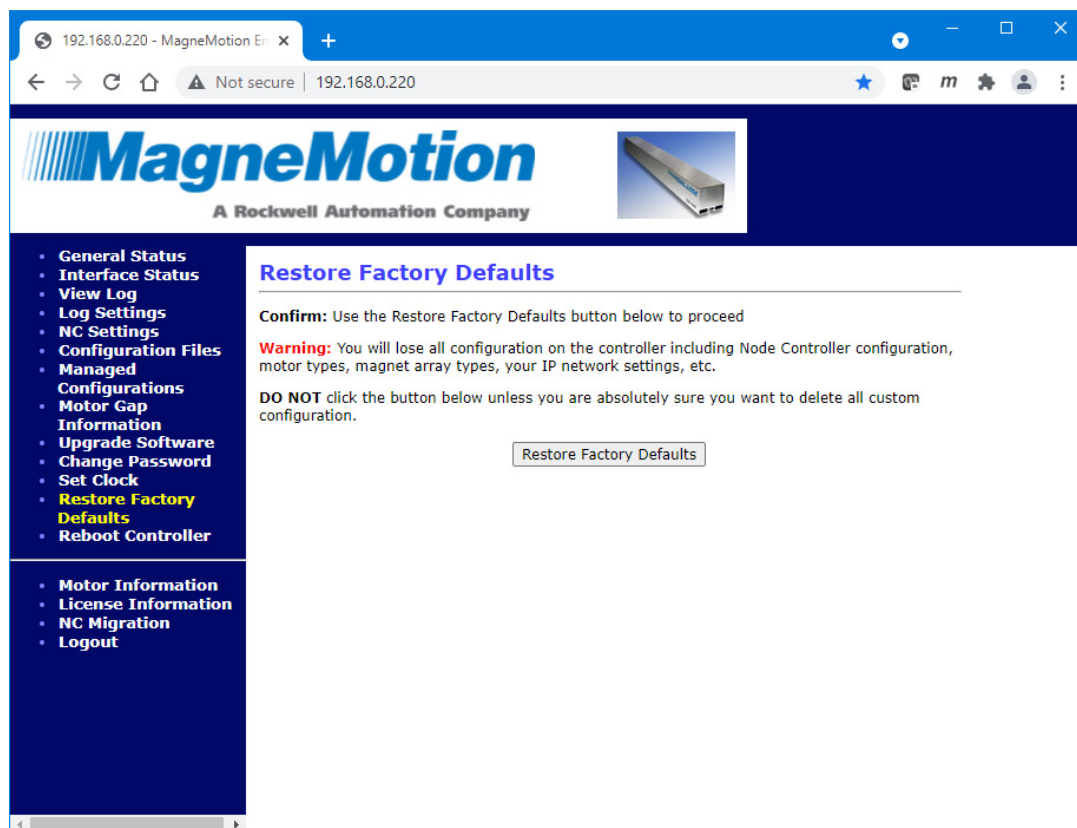 192.168.0.220 - MagneMotion En
Not secure | 192.168.0.220
MagneMotion
A Rockwell Automation Company
General Status
Interface Status
View Log
Log Settings
NC Settings
Configuration Files
Managed
Configurations
Motor Gap
Information
Upgrade Software
Change Password
Set Clock
Restore Factory
Defaults
Reboot Controller
Motor Information
License Information
NC Migration
Logout
Restore Factory Defaults
Confirm: Use the Restore Factory Defaults button below to proceed
Warning: You will lose all configuration on the controller including Node Controller configuration,
motor types, magnet array types, your IP network settings, etc.
DO NOT click the button below unless you are absolutely sure you want to delete all custom
configuration.
Restore Factory Defaults